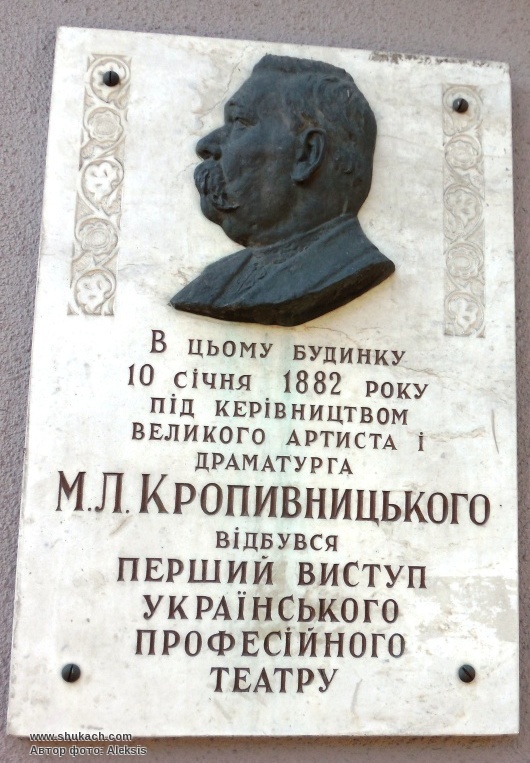 В цьому будинку
10 січня 1882 року
під керівництвом
великого артиста і
драматурга
М.Л. Кропивницького
відбувся
перший виступ
українського
професійного
театру
www.shukach.com
Автор фото: Aleksis